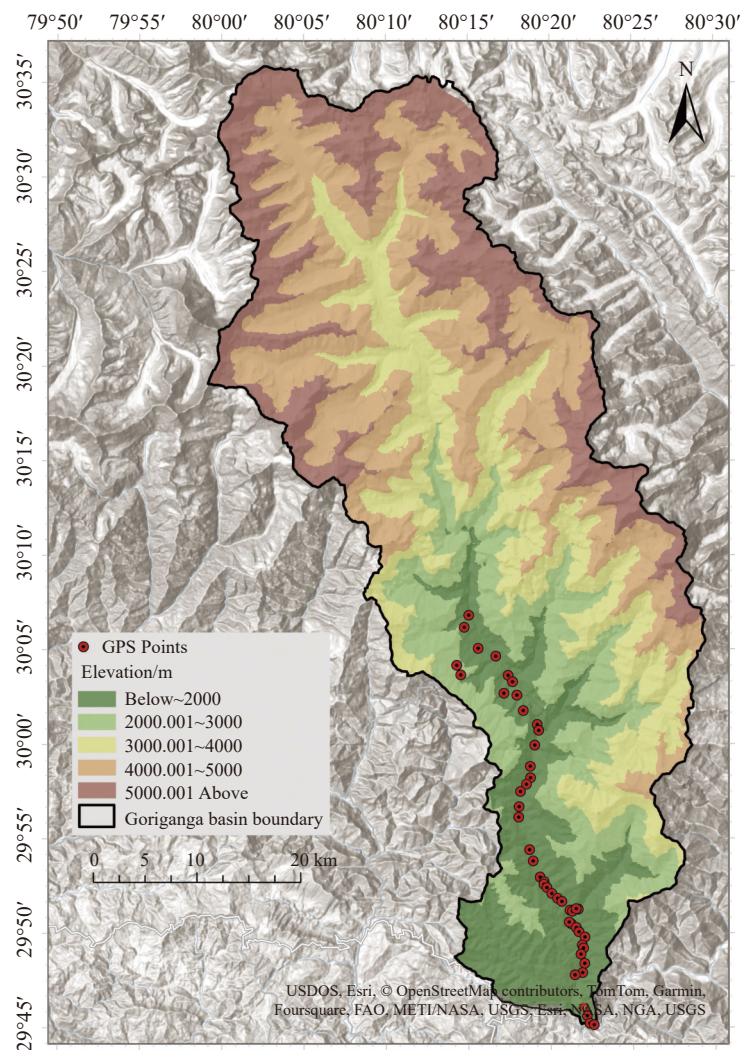 79°50′ 79°55′ 80°00′ 80°05′ 80°10′ 80°15′ 80°20′ 80°25′ 80°30′
N
30°35′
30°30′
30°25′
30°20′
30°15′
30°10′
30°05′
30°00′
29°55′
29°50′
29°45′
GPS Points
Elevation/m
Below~2000
2000.001~3000
3000.001~4000
4000.001~5000
5000.001 Above
Goriganga basin boundary
0 5 10 20 km
USDOS, Esri, © OpenStreetMap contributors, TomTom, Garmin,
Foursquare, FAO, METI/NASA, USGS, Esri, NASA, NGA, USGS